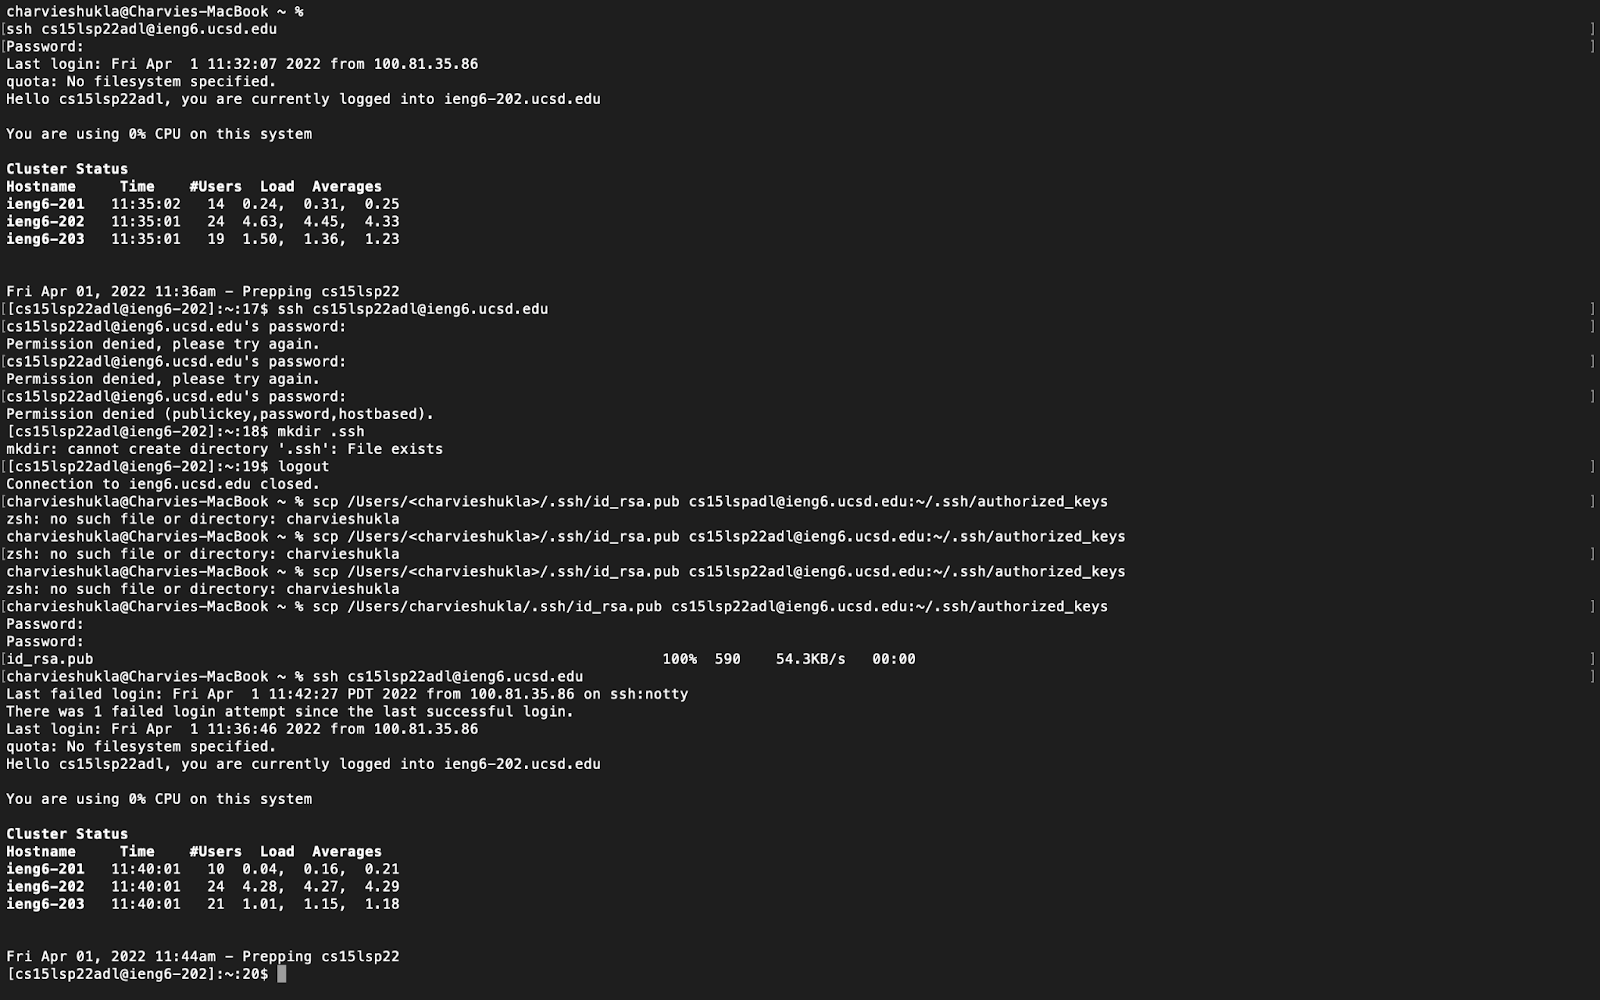 charvieshukla@Charvies-MacBook ~ %
[ssh cs15lsp22adl@ieng6.ucsd.edu ]
[Password: ]
Last login: Fri Apr  1 11:32:07 2022 from 100.81.35.86
quota: No filesystem specified.
Hello cs15lsp22adl, you are currently logged into ieng6-202.ucsd.edu

You are using 0% CPU on this system

Cluster Status
Hostname     Time    #Users  Load  Averages
ieng6-201   11:35:02   14  0.24,  0.31,  0.25
ieng6-202   11:35:01   24  4.63,  4.45,  4.33
ieng6-203   11:35:01   19  1.50,  1.36,  1.23

Fri Apr 01, 2022 11:36am - Prepping cs15lsp22
[[cs15lsp22adl@ieng6-202]:~:17$ ssh cs15lsp22adl@ieng6.ucsd.edu ]
[cs15lsp22adl@ieng6.ucsd.edu's password: ]
Permission denied, please try again.
[cs15lsp22adl@ieng6.ucsd.edu's password: ]
Permission denied, please try again.
[cs15lsp22adl@ieng6.ucsd.edu's password: ]
Permission denied (publickey,password,hostbased).
[cs15lsp22adl@ieng6-202]:~:18$ mkdir .ssh
mkdir: cannot create directory '.ssh': File exists
[[cs15lsp22adl@ieng6-202]:~:19$ logout ]
Connection to ieng6.ucsd.edu closed.
[charvieshukla@Charvies-MacBook ~ % scp /Users/<charvieshukla>/.ssh/id_rsa.pub cs15lspadl@ieng6.ucsd.edu:~/.ssh/authorized_keys ]
zsh: no such file or directory: charvieshukla
charvieshukla@Charvies-MacBook ~ % scp /Users/<charvieshukla>/.ssh/id_rsa.pub cs15lsp22adl@ieng6.ucsd.edu:~/.ssh/authorized_keys
[zsh: no such file or directory: charvieshukla ]
charvieshukla@Charvies-MacBook ~ % scp /Users/<charvieshukla>/.ssh/id_rsa.pub cs15lsp22adl@ieng6.ucsd.edu:~/.ssh/authorized_keys
zsh: no such file or directory: charvieshukla
[charvieshukla@Charvies-MacBook ~ % scp /Users/charvieshukla/.ssh/id_rsa.pub cs15lsp22adl@ieng6.ucsd.edu:~/.ssh/authorized_keys ]
Password:
Password:
[id_rsa.pub                                                                 100%  590    54.3KB/s   00:00 ]
[charvieshukla@Charvies-MacBook ~ % ssh cs15lsp22adl@ieng6.ucsd.edu ]
Last failed login: Fri Apr  1 11:42:27 PDT 2022 from 100.81.35.86 on ssh:notty
There was 1 failed login attempt since the last successful login.
Last login: Fri Apr  1 11:36:46 2022 from 100.81.35.86
quota: No filesystem specified.
Hello cs15lsp22adl, you are currently logged into ieng6-202.ucsd.edu

You are using 0% CPU on this system

Cluster Status
Hostname     Time    #Users  Load  Averages
ieng6-201   11:40:01   10  0.04,  0.16,  0.21
ieng6-202   11:40:01   24  4.28,  4.27,  4.29
ieng6-203   11:40:01   21  1.01,  1.15,  1.18

Fri Apr 01, 2022 11:44am - Prepping cs15lsp22
[cs15lsp22adl@ieng6-202]:~:20$